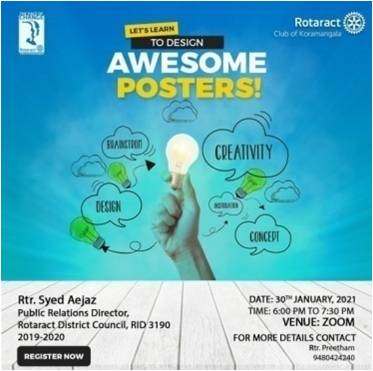 LET'S LEARN
TO DESIGN
AWESOME
POSTERS!
Rotaract
Club of Koramangala
BRAINSTORM
CREATIVITY
DESIGN
INSPIRATION
CONCEPT
Rtr. Syed Aejaz
Public Relations Director,
Rotaract District Council, RID 3190
2019-2020
REGISTER NOW
DATE: 30TH JANUARY, 2021
TIME: 6:00 PM TO 7:30 PM
VENUE: ZOOM
FOR MORE DETAILS CONTACT
Rtr. Preetham
9480424240